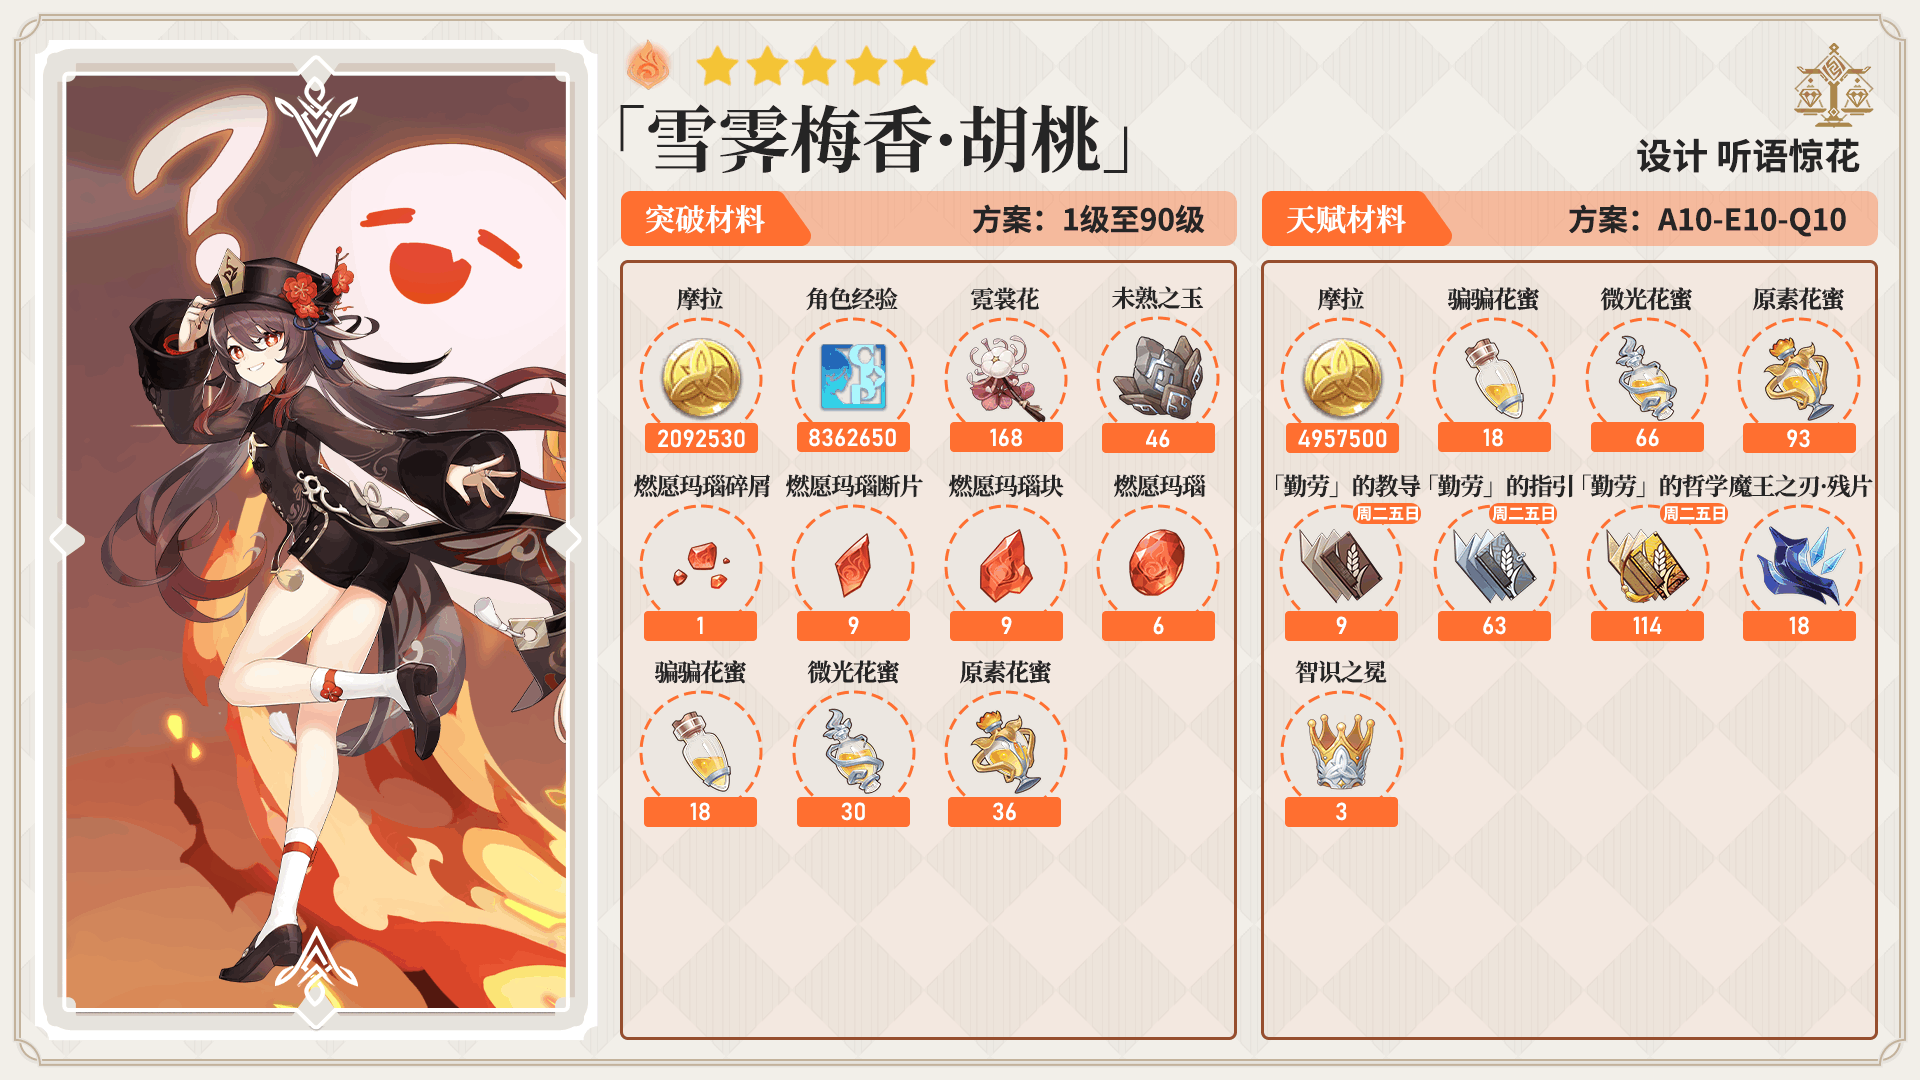 「雪霁梅香·胡桃」
设计 听语惊花
突破材料 方案：1级至90级
摩拉 角色经验 霓裳花 未熟之玉
2092530 8362650 168 46
燃愿玛瑙碎屑 燃愿玛瑙断片 燃愿玛瑙块 燃愿玛瑙
1 9 9 6
骗骗花蜜 微光花蜜 原素花蜜
18 30 36
天赋材料 方案：A10-E10-Q10
摩拉 骗骗花蜜 微光花蜜 原素花蜜
4957500 18 66 93
「勤劳」的教导 「勤劳」的指引 「勤劳」的哲学 魔王之刃·残片
周二五日 周二五日 周二五日
9 63 114 18
智识之冕
3